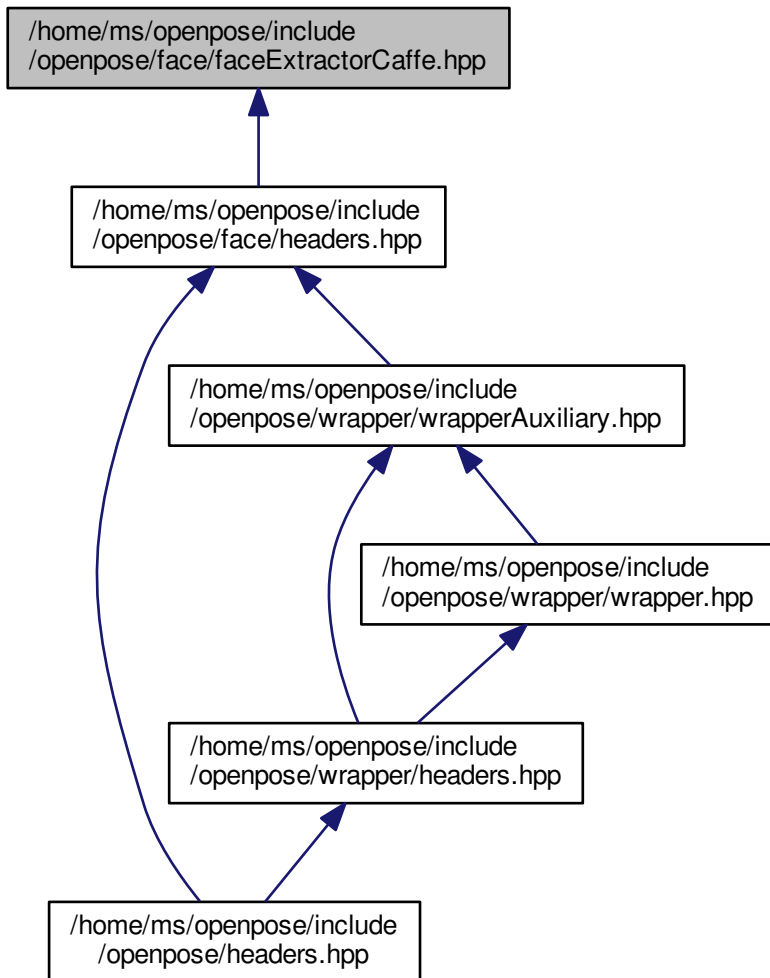 /home/ms/openpose/include
/openpose/face/faceExtractorCaffe.hpp
/home/ms/openpose/include
/openpose/face/headers.hpp
/home/ms/openpose/include
/openpose/wrapper/wrapperAuxiliary.hpp
/home/ms/openpose/include
/openpose/wrapper/wrapper.hpp
/home/ms/openpose/include
/openpose/wrapper/headers.hpp
/home/ms/openpose/include
/openpose/headers.hpp